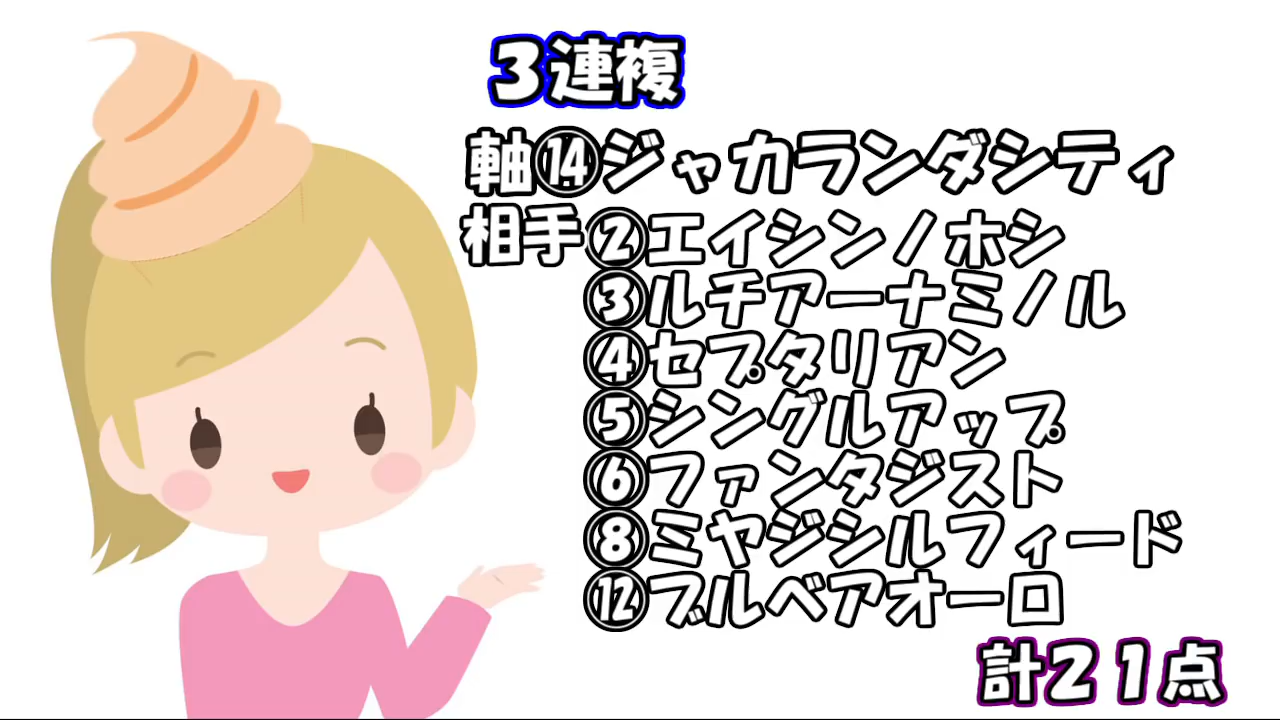 ３連複
軸⑭ジャカランダシティ
相手②エイシンノホシ
③ルチアーナミノル
④セプタリアン
⑤シングルアップ
⑥ファンタジスト
⑧ミヤジシルフィード
⑫ブルベアオーロ
計２１点